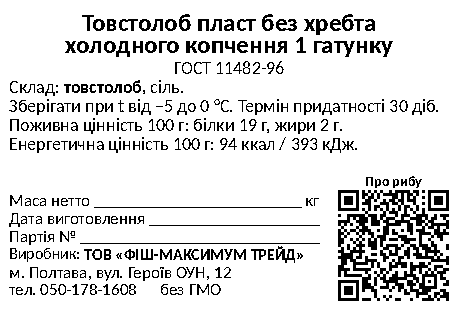 Товстолоб пласт без хребта
холодного копчення 1 гатунку
ГОСТ 11482-96
Склад: товстолоб, сіль.
Зберігати при t від −5 до 0 °С. Термін придатності 30 діб.
Поживна цінність 100 г: білки 19 г, жири 2 г.
Енергетична цінність 100 г: 94 ккал / 393 кДж.
Про рибу
Маса нетто ____________________ кг
Дата виготовлення ____________________
Партія № ____________________
Виробник: ТОВ «ФІШ-МАКСИМУМ ТРЕЙД»
м. Полтава, вул. Героїв ОУН, 12
тел. 050-178-1608 без ГМО